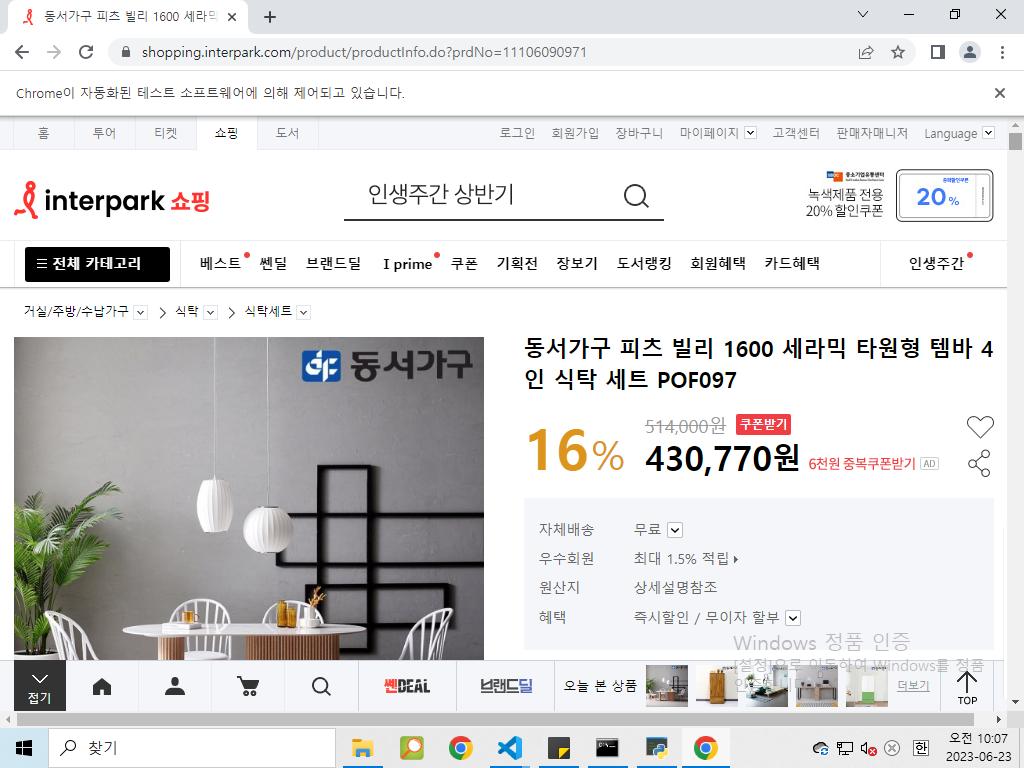 동서가구 피츠 빌리 1600 세라믹
shopping.interpark.com/product/productInfo.do?prdNo=11106090971
Chrome이 자동화된 테스트 소프트웨어에 의해 제어되고 있습니다.
홈 투어 티켓 쇼핑 도서 로그인 회원가입 장바구니 마이페이지 고객센터 판매자매니저 Language
interpark 쇼핑
인생주간 상반기
중소기업유통센터
녹색제품 전용
20% 할인쿠폰
중복할인쿠폰
20%
전체 카테고리 베스트 쎈딜 브랜드딜 I prime 쿠폰 기획전 장보기 도서랭킹 회원혜택 카드혜택 인생주간
거실/주방/수납가구 식탁 식탁세트
동서가구
동서가구 피츠 빌리 1600 세라믹 타원형 템바 4
인 식탁 세트 POF097
16%
514,000원 쿠폰받기
430,770원 6천원 중복쿠폰받기 AD
자체배송 무료
우수회원 최대 1.5% 적립
원산지 상세설명참조
혜택 즉시할인 / 무이자 할부
Windows 정품 인증
[설정]으로 이동하여 Windows를 정품
접기 쎈DEAL 브랜드딜 오늘 본 상품 더보기 TOP
찾기
한
오전 10:07
2023-06-23